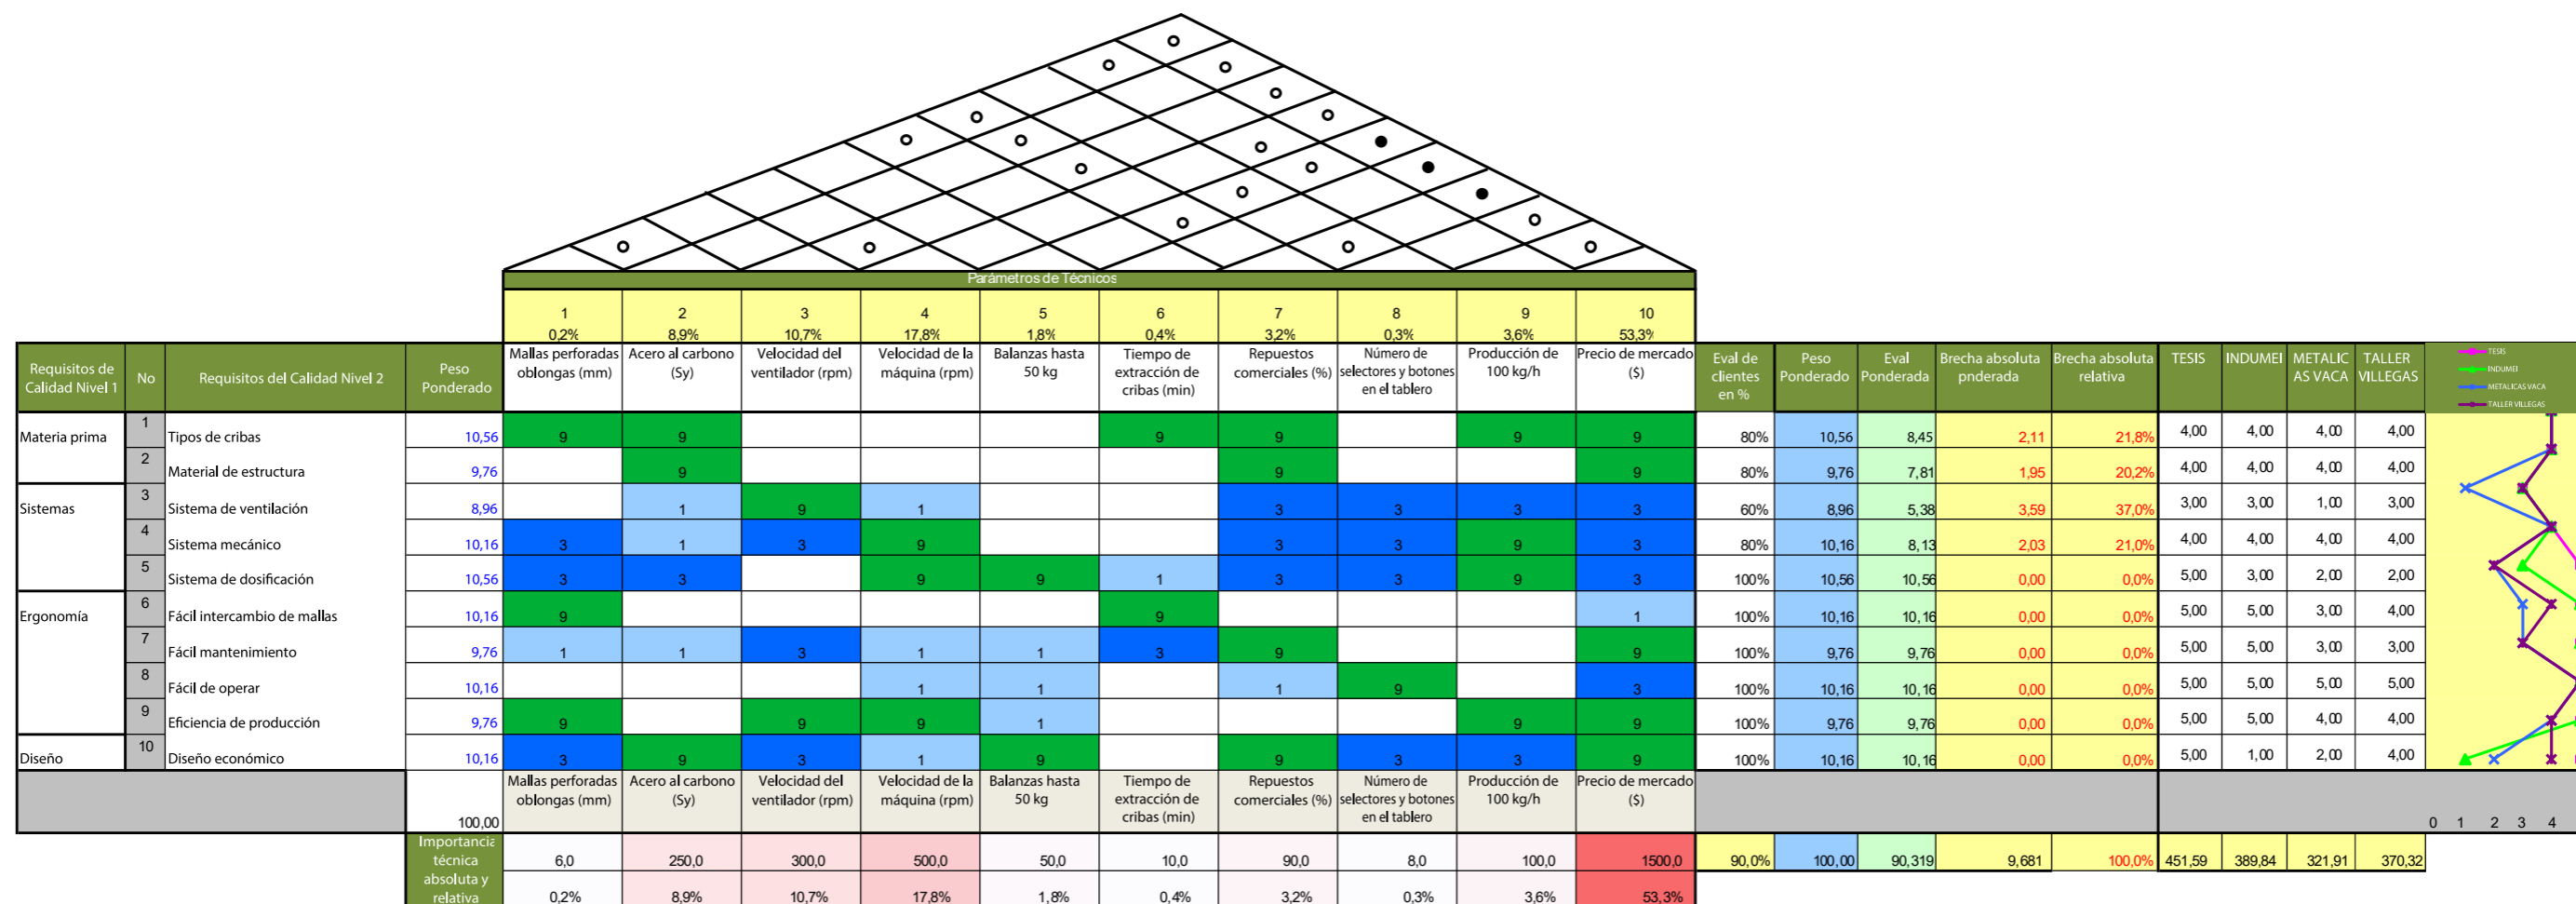 Parámetros de Técnicos
1 2 3 4 5 6 7 8 9 10
0,2% 8,9% 10,7% 17,8% 1,8% 0,4% 3,2% 0,3% 3,6% 53,3%
Requisitos de Calidad Nivel 1 No Requisitos del Calidad Nivel 2 Peso Ponderado Mallas perforadas oblongas (mm) Acero al carbono (Sy) Velocidad del ventilador (rpm) Velocidad de la máquina (rpm) Balanzas hasta 50 kg Tiempo de extracción de cribas (min) Repuestos comerciales (%) Número de selectores y botones en el tablero Producción de 100 kg/h Precio de mercado ($) Eval de clientes en % Peso Ponderado Eval Ponderada Brecha absoluta pnderada Brecha absoluta relativa TESIS INDUMEI METALIC AS VACA TALLER VILLEGAS
TESIS
INDUMEI
METALICAS VACA
TALLER VILLEGAS
Materia prima 1 Tipos de cribas 10,56 9 9 9 9 9 9 80% 10,56 8,45 2,11 21,8% 4,00 4,00 4,00 4,00
2 Material de estructura 9,76 9 9 9 80% 9,76 7,81 1,95 20,2% 4,00 4,00 4,00 4,00
Sistemas 3 Sistema de ventilación 8,96 1 9 1 3 3 3 3 60% 8,96 5,38 3,59 37,0% 3,00 3,00 1,00 3,00
4 Sistema mecánico 10,16 3 1 3 9 3 3 9 3 80% 10,16 8,13 2,03 21,0% 4,00 4,00 4,00 4,00
5 Sistema de dosificación 10,56 3 3 9 9 1 3 3 9 3 100% 10,56 10,56 0,00 0,0% 5,00 3,00 2,00 2,00
Ergonomía 6 Fácil intercambio de mallas 10,16 9 9 1 100% 10,16 10,16 0,00 0,0% 5,00 5,00 3,00 4,00
7 Fácil mantenimiento 9,76 1 1 3 1 1 3 9 9 100% 9,76 9,76 0,00 0,0% 5,00 5,00 3,00 3,00
8 Fácil de operar 10,16 1 1 1 9 3 100% 10,16 10,16 0,00 0,0% 5,00 5,00 5,00 5,00
9 Eficiencia de producción 9,76 9 9 9 1 9 9 100% 9,76 9,76 0,00 0,0% 5,00 5,00 4,00 4,00
Diseño 10 Diseño económico 10,16 3 9 3 1 9 9 3 3 9 100% 10,16 10,16 0,00 0,0% 5,00 1,00 2,00 4,00
100,00 Mallas perforadas oblongas (mm) Acero al carbono (Sy) Velocidad del ventilador (rpm) Velocidad de la máquina (rpm) Balanzas hasta 50 kg Tiempo de extracción de cribas (min) Repuestos comerciales (%) Número de selectores y botones en el tablero Producción de 100 kg/h Precio de mercado ($)
0 1 2 3 4
Importancia técnica absoluta y relativa
6,0 250,0 300,0 500,0 50,0 10,0 90,0 8,0 100,0 1500,0 90,0% 100,00 90,319 9,681 100,0% 451,59 389,84 321,91 370,32
0,2% 8,9% 10,7% 17,8% 1,8% 0,4% 3,2% 0,3% 3,6% 53,3%